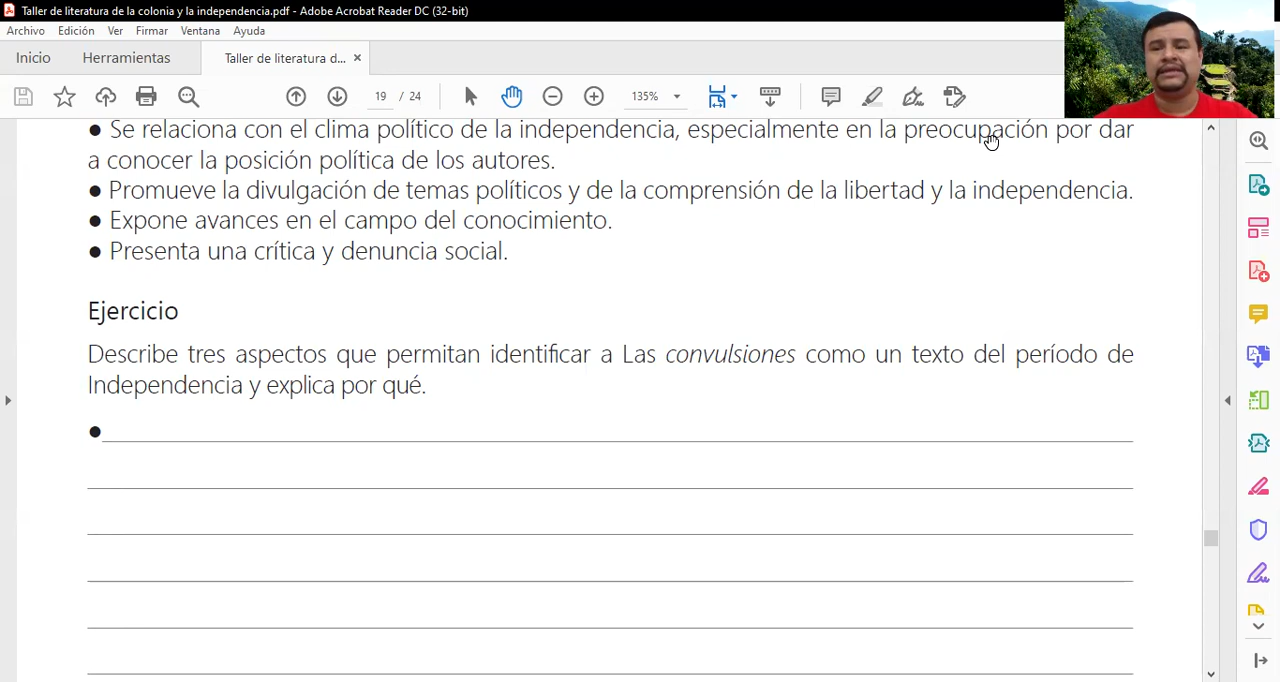 Taller de literatura de la colonia y la independencia.pdf - Adobe Acrobat Reader DC (32-bit)
Archivo Edición Ver Firmar Ventana Ayuda
Inicio Herramientas Taller de literatura d... ×
19 / 24 135%
● Se relaciona con el clima político de la independencia, especialmente en la preocupación por dar
a conocer la posición política de los autores.
● Promueve la divulgación de temas políticos y de la comprensión de la libertad y la independencia.
● Expone avances en el campo del conocimiento.
● Presenta una crítica y denuncia social.
Ejercicio
Describe tres aspectos que permitan identificar a Las convulsiones como un texto del período de
Independencia y explica por qué.
●